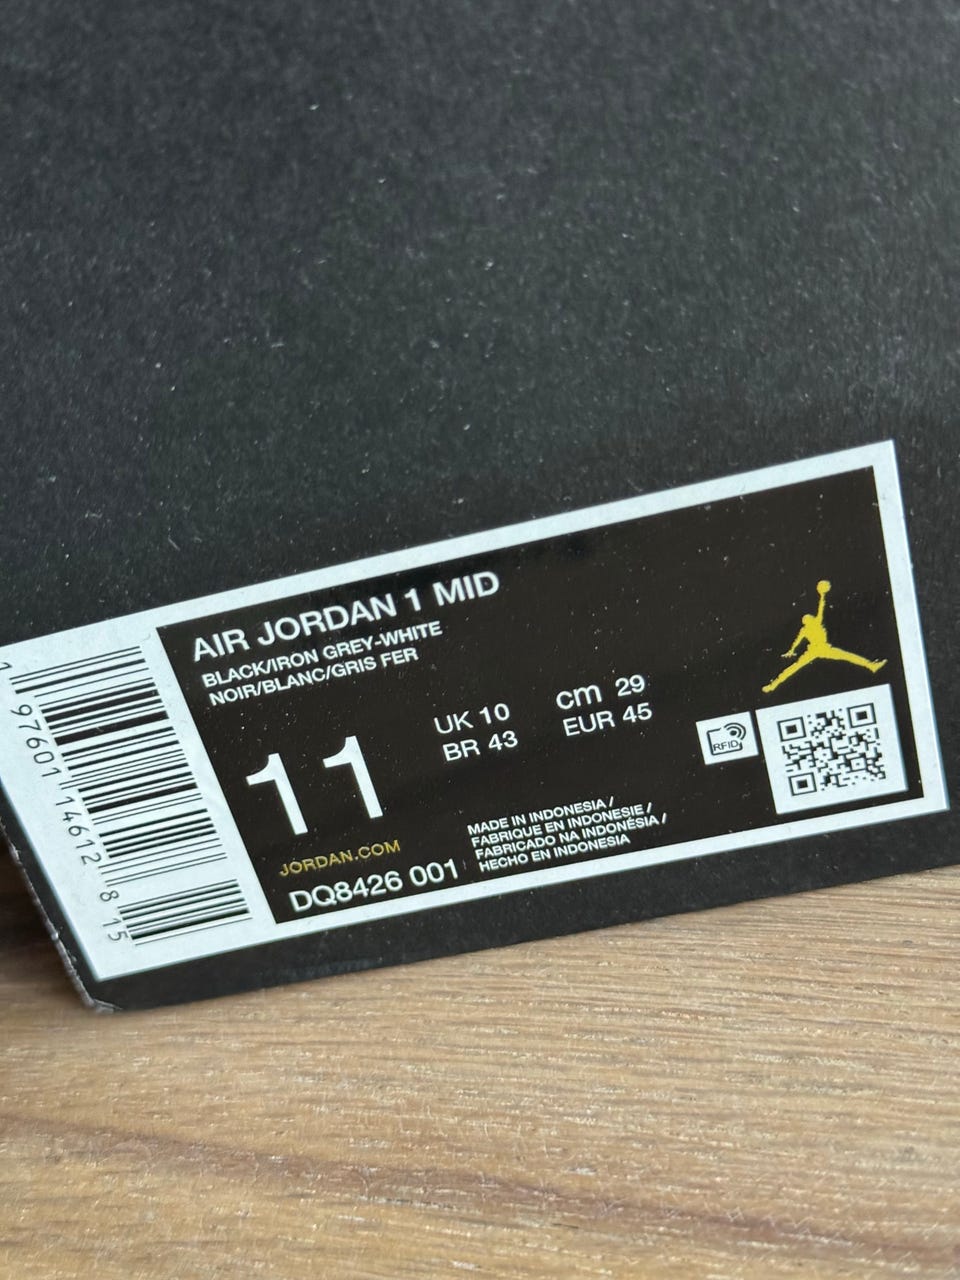 AIR JORDAN 1 MID
BLACK/IRON GREY-WHITE
NOIR/BLANC/GRIS FER
11
UK 10
BR 43
cm 29
EUR 45
RFID
JORDAN.COM
DQ8426 001
MADE IN INDONESIA /
FABRIQUE EN INDONESIE /
FABRICADO NA INDONÉSIA /
HECHO EN INDONESIA
1 97601 14612 8 15